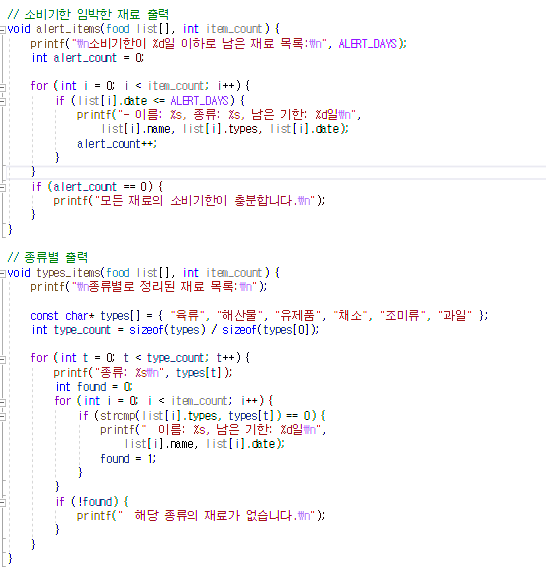 // 소비기한 임박한 재료 출력
void alert_items(food list[], int item_count) {
    printf("₩n소비기한이 %d일 이하로 남은 재료 목록:₩n", ALERT_DAYS);
    int alert_count = 0;

    for (int i = 0; i < item_count; i++) {
        if (list[i].date <= ALERT_DAYS) {
            printf("- 이름: %s, 종류: %s, 남은 기한: %d일₩n",
                list[i].name, list[i].types, list[i].date);
            alert_count++;
        }
    }
    if (alert_count == 0) {
        printf("모든 재료의 소비기한이 충분합니다.₩n");
    }
}

// 종류별 출력
void types_items(food list[], int item_count) {
    printf("₩n종류별로 정리된 재료 목록:₩n");

    const char* types[] = { "육류", "해산물", "유제품", "채소", "조미류", "과일" };
    int type_count = sizeof(types) / sizeof(types[0]);

    for (int t = 0; t < type_count; t++) {
        printf("종류: %s₩n", types[t]);
        int found = 0;
        for (int i = 0; i < item_count; i++) {
            if (strcmp(list[i].types, types[t]) == 0) {
                printf("  이름: %s, 남은 기한: %d일₩n",
                    list[i].name, list[i].date);
                found = 1;
            }
        }
        if (!found) {
            printf("  해당 종류의 재료가 없습니다.₩n");
        }
    }
}